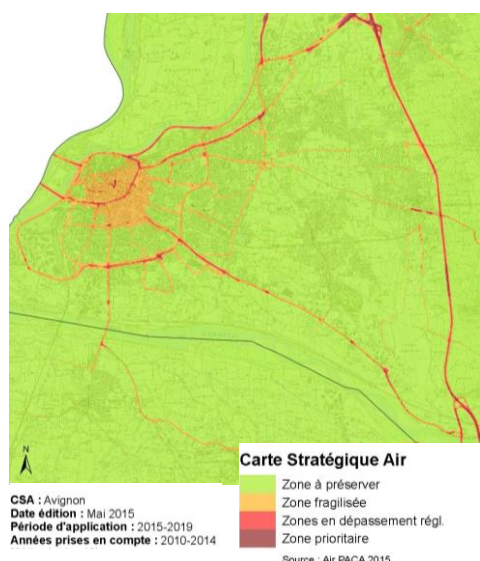 N
Carte Stratégique Air
Zone à préserver
Zone fragilisée
Zones en dépassement régl.
Zone prioritaire
Source : Air PACA 2015
CSA : Avignon
Date édition : Mai 2015
Période d'application : 2015-2019
Années prises en compte : 2010-2014